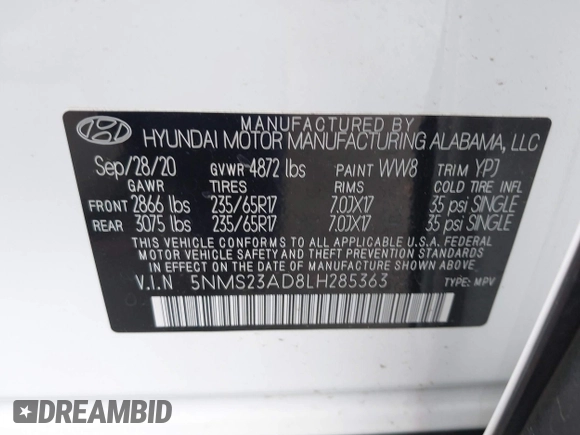 MANUFACTURED BY
HYUNDAI MOTOR MANUFACTURING ALABAMA, LLC
Sep/28/20 GVWR 4872 lbs PAINT WW8 TRIM YPJ
GAWR TIRES RIMS COLD TIRE INFL
FRONT 2866 lbs 235/65R17 7.0JX17 35 psi SINGLE
REAR 3075 lbs 235/65R17 7.0JX17 35 psi SINGLE
THIS VEHICLE CONFORMS TO ALL APPLICABLE U.S.A. FEDERAL
MOTOR VEHICLE SAFETY, BUMPER, AND THEFT PREVENTION
STANDARDS IN EFFECT ON THE DATE OF MANUFACTURE SHOWN ABOVE.
V.I.N 5NMS23AD8LH285363
TYPE: MPV
DREAMBID